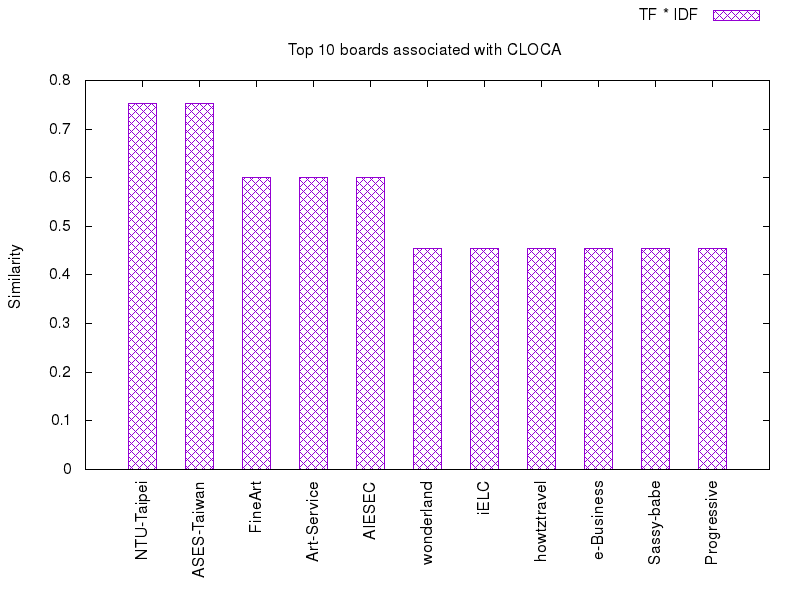 TF * IDF
Top 10 boards associated with CLOCA
0.8
0.7
0.6
0.5
0.4
0.3
0.2
0.1
0
Similarity
NTU-Taipei
ASES-Taiwan
FineArt
Art-Service
AIESEC
wonderland
iELC
howtztravel
e-Business
Sassy-babe
Progressive